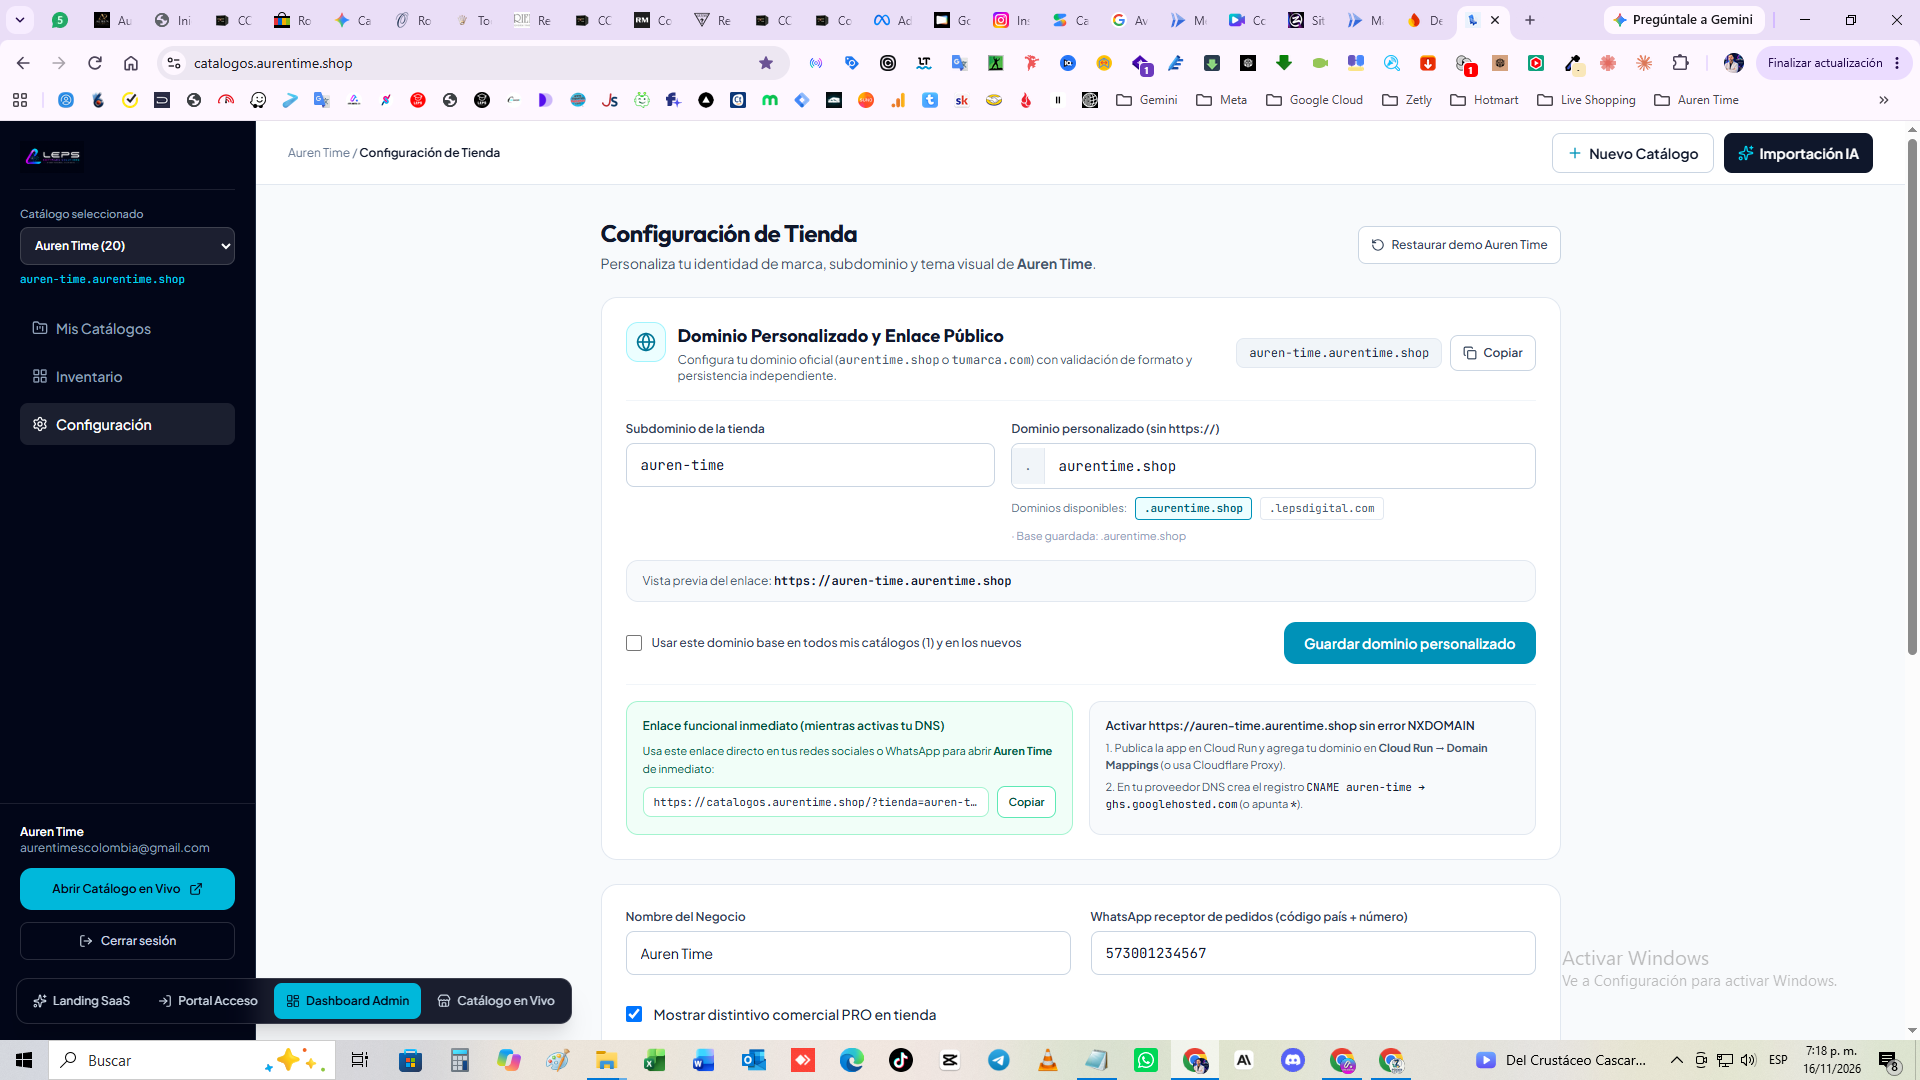 Pregúntale a Gemini
catalogos.aurentime.shop
Finalizar actualización
Gemini
Meta
Google Cloud
Zetly
Hotmart
Live Shopping
Auren Time
LEPS
Auren Time / Configuración de Tienda
Nuevo Catálogo
Importación IA
Catálogo seleccionado
Auren Time (20)
auren-time.aurentime.shop
Mis Catálogos
Inventario
Configuración
Configuración de Tienda
Personaliza tu identidad de marca, subdominio y tema visual de Auren Time.
Restaurar demo Auren Time
Dominio Personalizado y Enlace Público
Configura tu dominio oficial (aurentime.shop o tumarca.com) con validación de formato y
persistencia independiente.
auren-time.aurentime.shop
Copiar
Subdominio de la tienda
auren-time
Dominio personalizado (sin https://)
. aurentime.shop
Dominios disponibles: .aurentime.shop .lepsdigital.com
· Base guardada: .aurentime.shop
Vista previa del enlace: https://auren-time.aurentime.shop
Usar este dominio base en todos mis catálogos (1) y en los nuevos
Guardar dominio personalizado
Enlace funcional inmediato (mientras activas tu DNS)
Usa este enlace directo en tus redes sociales o WhatsApp para abrir Auren Time
de inmediato:
https://catalogos.aurentime.shop/?tienda=auren-t…
Copiar
Activar https://auren-time.aurentime.shop sin error NXDOMAIN
1. Publica la app en Cloud Run y agrega tu dominio en Cloud Run → Domain
Mappings (o usa Cloudflare Proxy).
2. En tu proveedor DNS crea el registro CNAME auren-time →
ghs.googlehosted.com (o apunta *).
Nombre del Negocio
Auren Time
WhatsApp receptor de pedidos (código país + número)
573001234567
Mostrar distintivo comercial PRO en tienda
Auren Time
aurentimescolombia@gmail.com
Abrir Catálogo en Vivo
Cerrar sesión
Landing SaaS
Portal Acceso
Dashboard Admin
Catálogo en Vivo
Activar Windows
Ve a Configuración para activar Windows.
Buscar
Del Crustáceo Cascar...
ESP
7:18 p. m.
16/11/2026
8